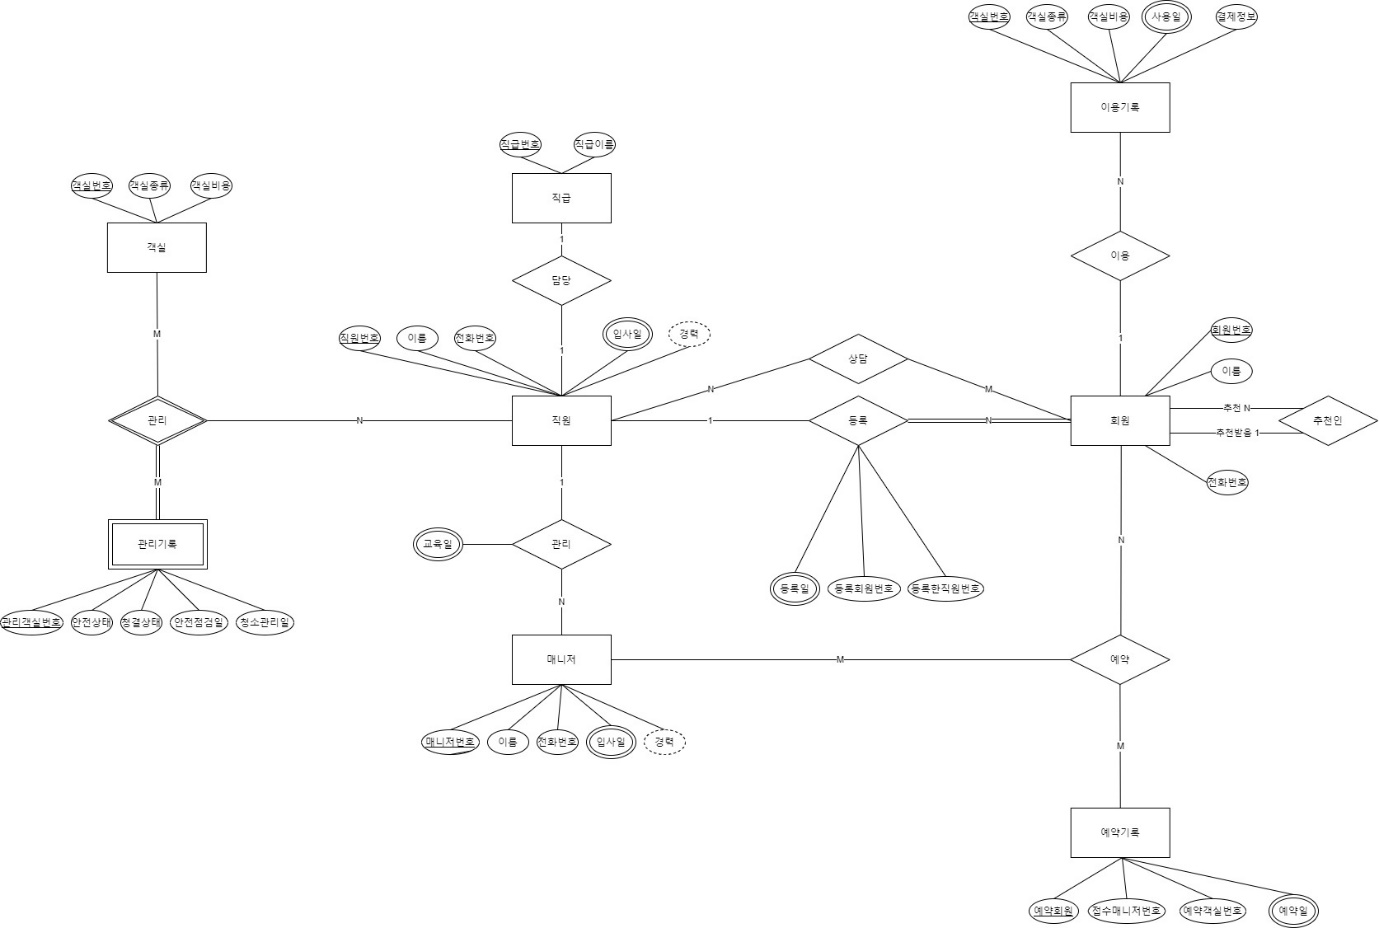 객실번호
객실종류
객실비용
사용일
결제정보
이용기록
N
이용
1
직급번호
직급이름
직급
1
담당
1
객실번호
객실종류
객실비용
객실
M
관리
N
M
관리기록
관리객실번호
안전상태
청결상태
안전점검일
청소관리일
직원번호
이름
전화번호
입사일
경력
직원
N
상담
M
1
등록
N
등록일
등록회원번호
등록한직원번호
회원번호
이름
회원
추천 N
추천받음 1
추천인
전화번호
1
교육일
관리
N
매니저
매니저번호
이름
전화번호
입사일
경력
M
N
예약
M
예약기록
예약회원
접수매니저번호
예약객실번호
예약일